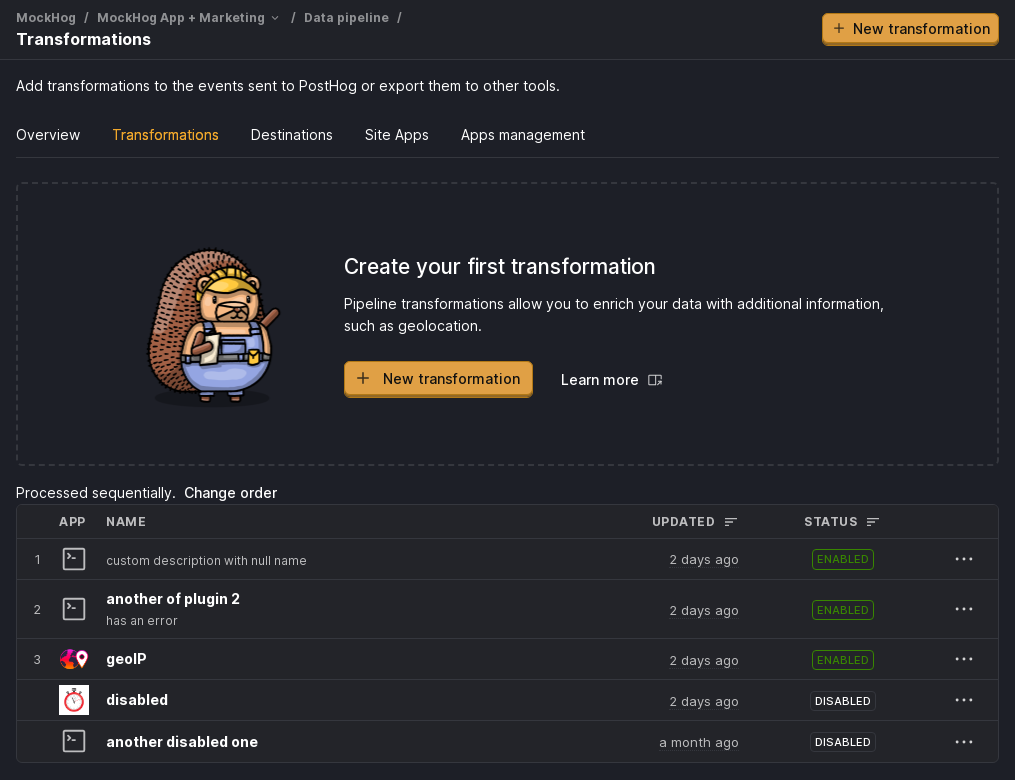 MockHog / MockHog App + Marketing / Data pipeline /
Transformations
New transformation
Add transformations to the events sent to PostHog or export them to other tools.
Overview Transformations Destinations Site Apps Apps management
Create your first transformation
Pipeline transformations allow you to enrich your data with additional information,
such as geolocation.
New transformation Learn more
Processed sequentially. Change order
APP NAME UPDATED STATUS
1 custom description with null name 2 days ago ENABLED
2 another of plugin 2 2 days ago ENABLED
has an error
3 geoIP 2 days ago ENABLED
disabled 2 days ago DISABLED
another disabled one a month ago DISABLED